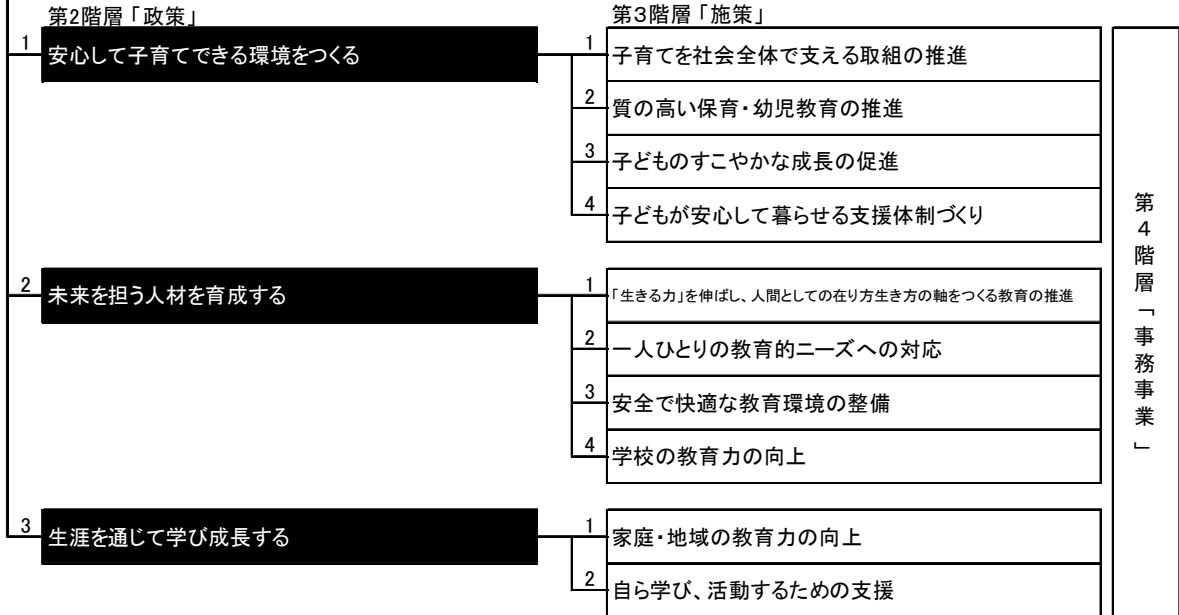 第2階層「政策」
第3階層「施策」
1 安心して子育てできる環境をつくる
1 子育てを社会全体で支える取組の推進
2 質の高い保育・幼児教育の推進
3 子どものすこやかな成長の促進
4 子どもが安心して暮らせる支援体制づくり
2 未来を担う人材を育成する
1 「生きる力」を伸ばし、人間としての在り方生き方の軸をつくる教育の推進
2 一人ひとりの教育的ニーズへの対応
3 安全で快適な教育環境の整備
4 学校の教育力の向上
3 生涯を通じて学び成長する
1 家庭・地域の教育力の向上
2 自ら学び、活動するための支援
第4階層「事務事業」